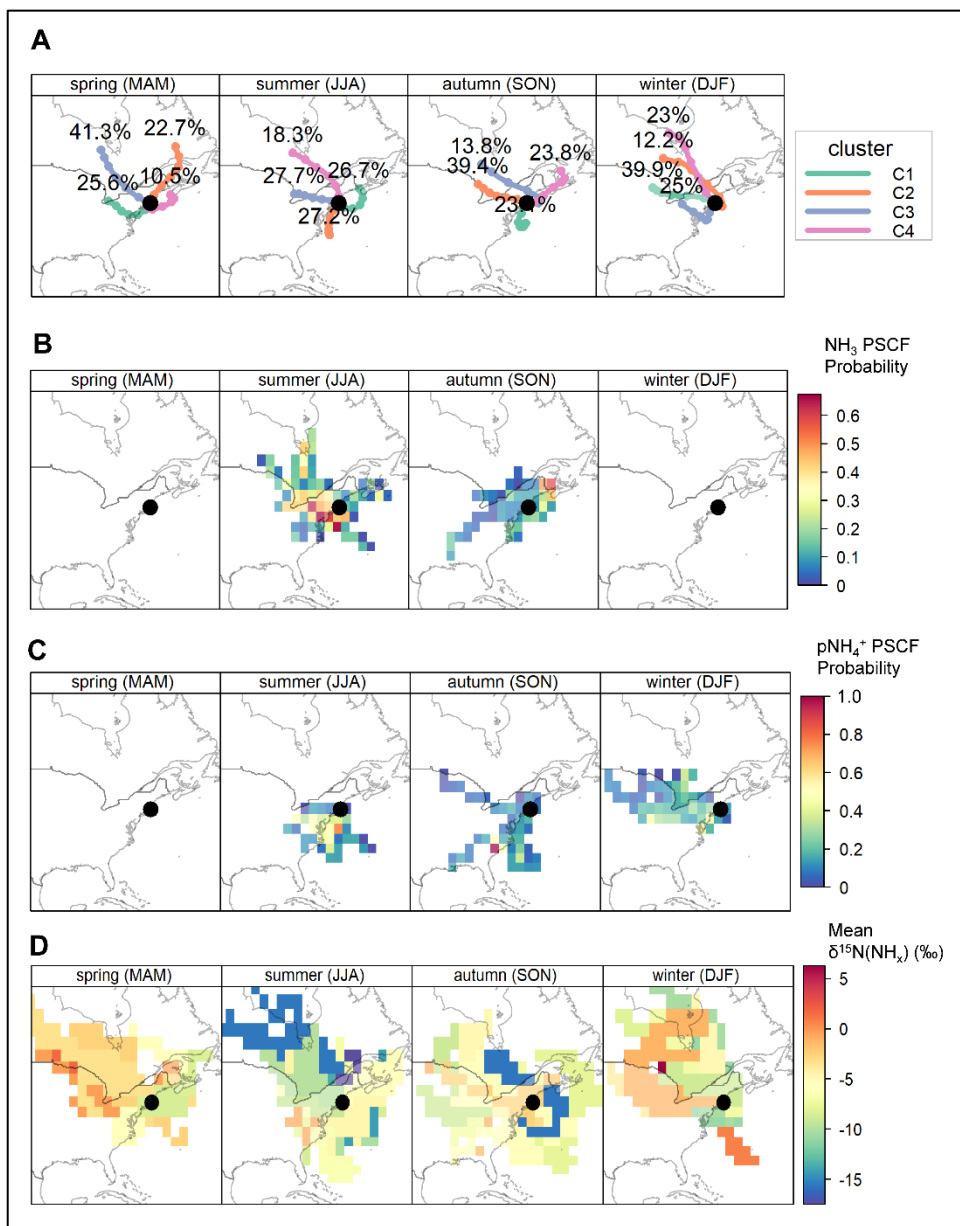 A
spring (MAM) summer (JJA) autumn (SON) winter (DJF)
41.3% 22.7% 25.6% 10.5%
18.3% 26.7% 27.7% 27.2%
13.8% 23.8% 39.4%
23% 12.2% 39.9% 25%
cluster
C1
C2
C3
C4
B
NH₃ PSCF
Probability
spring (MAM) summer (JJA) autumn (SON) winter (DJF)
0.6
0.5
0.4
0.3
0.2
0.1
0
C
pNH₄⁺ PSCF
Probability
spring (MAM) summer (JJA) autumn (SON) winter (DJF)
1.0
0.8
0.6
0.4
0.2
0
D
Mean
δ¹⁵N(NHₓ) (‰)
spring (MAM) summer (JJA) autumn (SON) winter (DJF)
5
0
-5
-10
-15